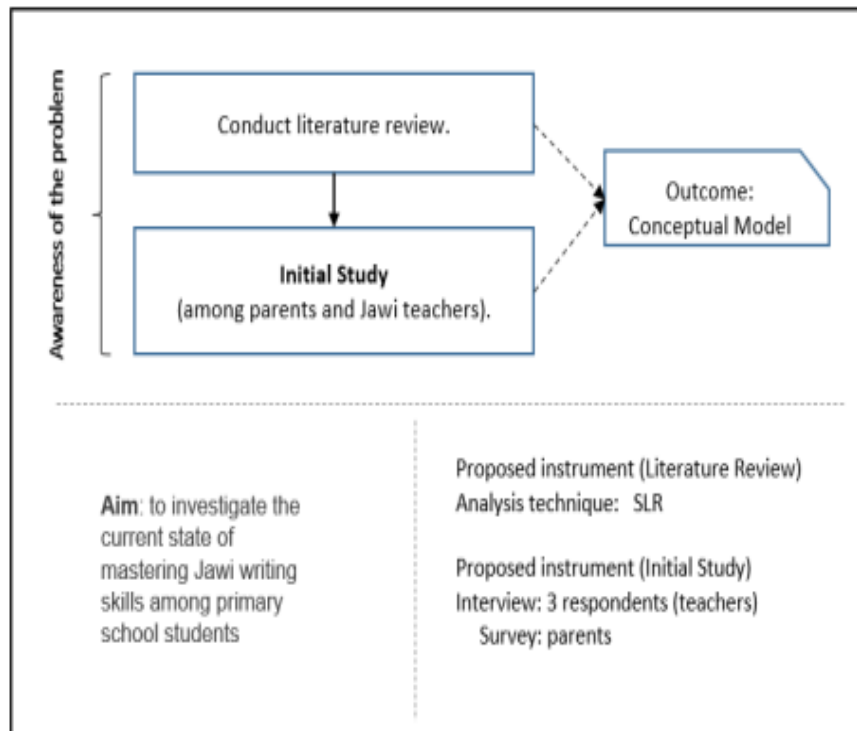 Awareness of the problem
Conduct literature review.
Initial Study
(among parents and Jawi teachers).
Outcome:
Conceptual Model
Aim: to investigate the
current state of
mastering Jawi writing
skills among primary
school students
Proposed instrument (Literature Review)
Analysis technique: SLR
Proposed instrument (Initial Study)
Interview: 3 respondents (teachers)
Survey: parents